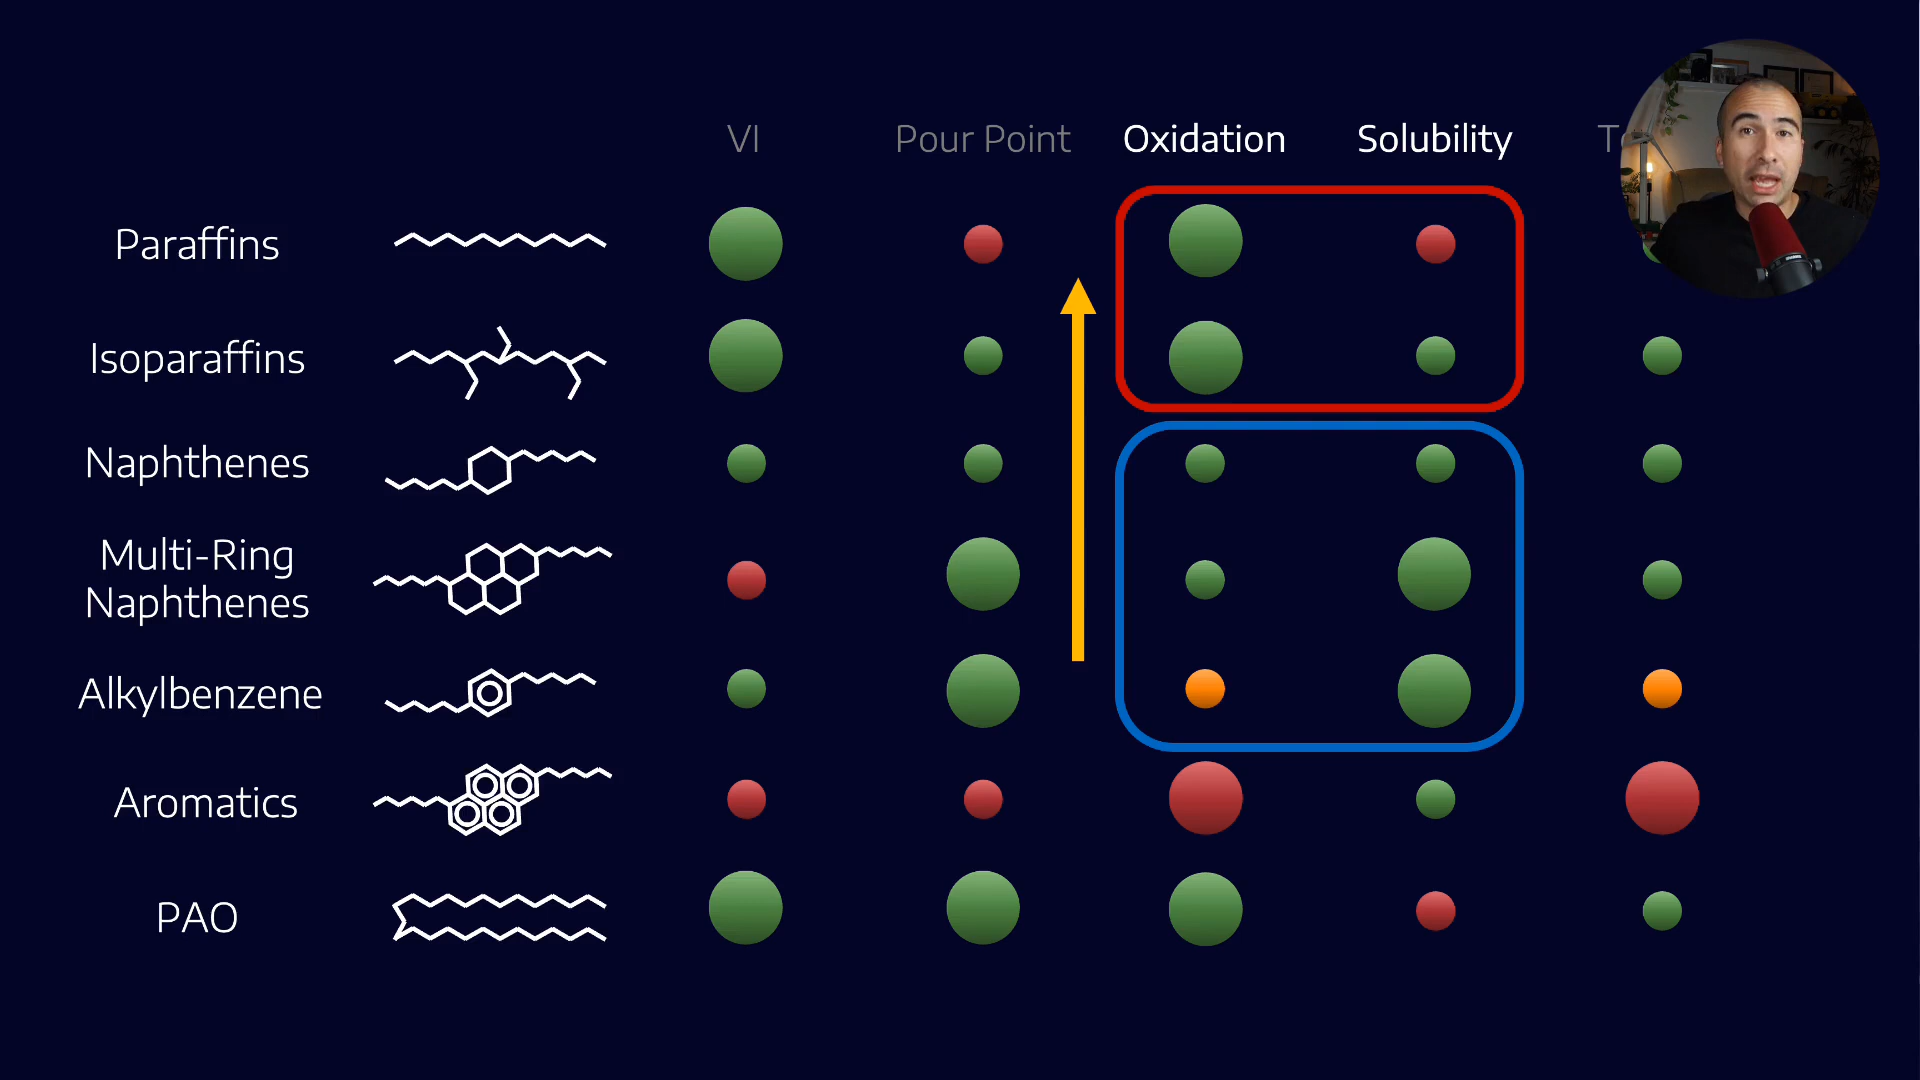 VI
Pour Point
Oxidation
Solubility
Paraffins
Isoparaffins
Naphthenes
Multi-Ring
Naphthenes
Alkylbenzene
Aromatics
PAO